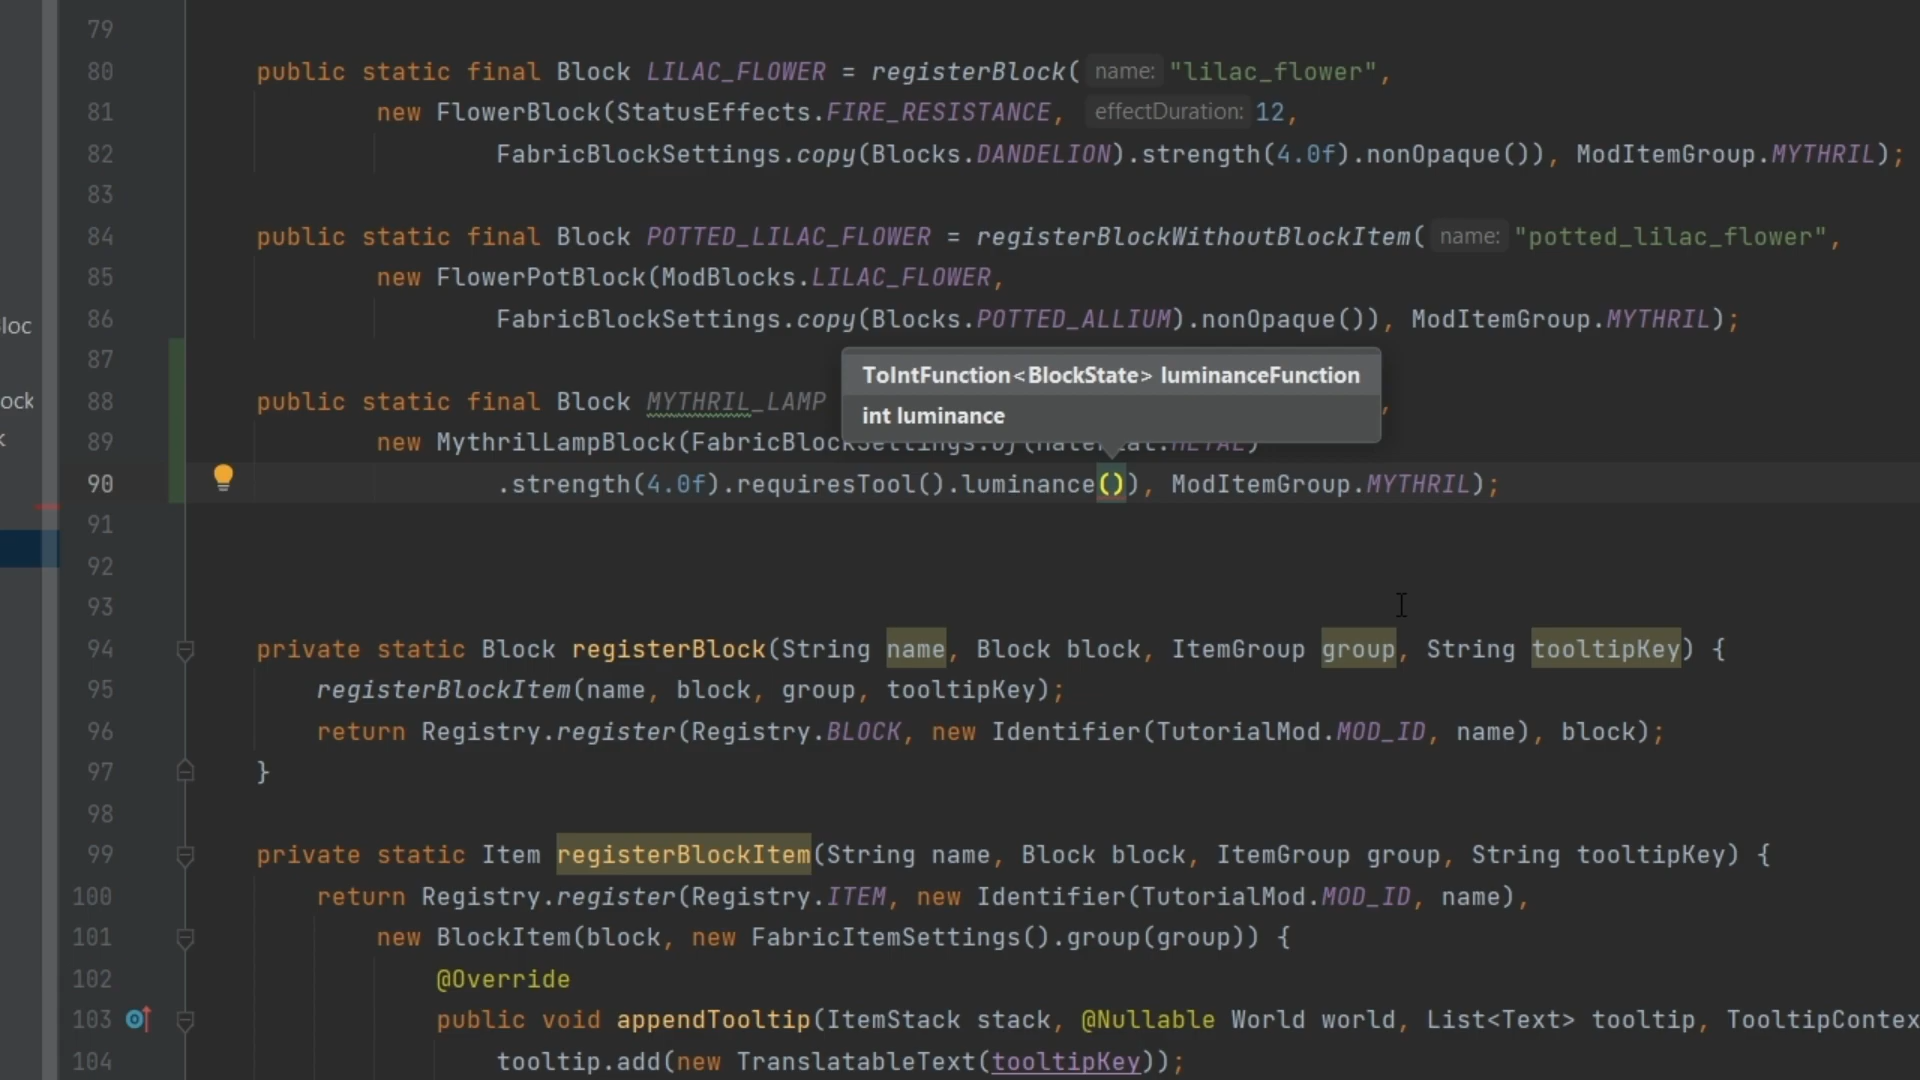 79
80 public static final Block LILAC_FLOWER = registerBlock( name: "lilac_flower",
81 new FlowerBlock(StatusEffects.FIRE_RESISTANCE, effectDuration: 12,
82 FabricBlockSettings.copy(Blocks.DANDELION).strength(4.0f).nonOpaque()), ModItemGroup.MYTHRIL);
83
84 public static final Block POTTED_LILAC_FLOWER = registerBlockWithoutBlockItem( name: "potted_lilac_flower",
85 new FlowerPotBlock(ModBlocks.LILAC_FLOWER,
loc
86 FabricBlockSettings.copy(Blocks.POTTED_ALLIUM).nonOpaque()), ModItemGroup.MYTHRIL);
87
ToIntFunction<BlockState> luminanceFunction
ock
88 public static final Block MYTHRIL_LAMP ,
int luminance
89 new MythrilLampBlock(FabricBlockSettings.of(Material.METAL)
90 .strength(4.0f).requiresTool().luminance()), ModItemGroup.MYTHRIL);
91
92
93
94 private static Block registerBlock(String name, Block block, ItemGroup group, String tooltipKey) {
95 registerBlockItem(name, block, group, tooltipKey);
96 return Registry.register(Registry.BLOCK, new Identifier(TutorialMod.MOD_ID, name), block);
97 }
98
99 private static Item registerBlockItem(String name, Block block, ItemGroup group, String tooltipKey) {
100 return Registry.register(Registry.ITEM, new Identifier(TutorialMod.MOD_ID, name),
101 new BlockItem(block, new FabricItemSettings().group(group)) {
102 @Override
103 public void appendTooltip(ItemStack stack, @Nullable World world, List<Text> tooltip, TooltipContex
104 tooltip.add(new TranslatableText(tooltipKey));